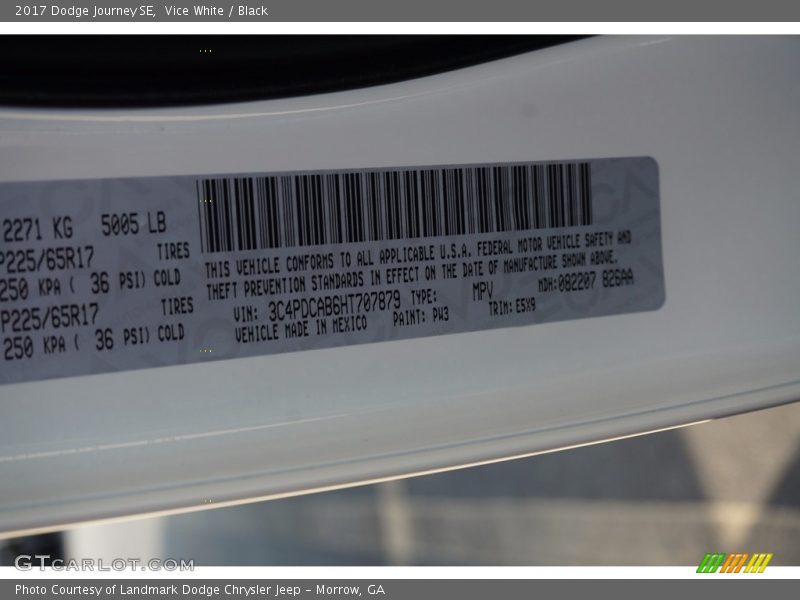 2017 Dodge Journey SE, Vice White / Black
2271 KG 5005 LB
P225/65R17 TIRES
250 KPA ( 36 PSI) COLD
P225/65R17 TIRES
250 KPA ( 36 PSI) COLD
THIS VEHICLE CONFORMS TO ALL APPLICABLE U.S.A. FEDERAL MOTOR VEHICLE SAFETY AND
THEFT PREVENTION STANDARDS IN EFFECT ON THE DATE OF MANUFACTURE SHOWN ABOVE.
VIN: 3C4PDCAB6HT707879 TYPE: MPV MDH:082207 826AA
VEHICLE MADE IN MEXICO PAINT: PW3 TRIM: E5X9
GTCARLOT.COM
Photo Courtesy of Landmark Dodge Chrysler Jeep – Morrow, GA